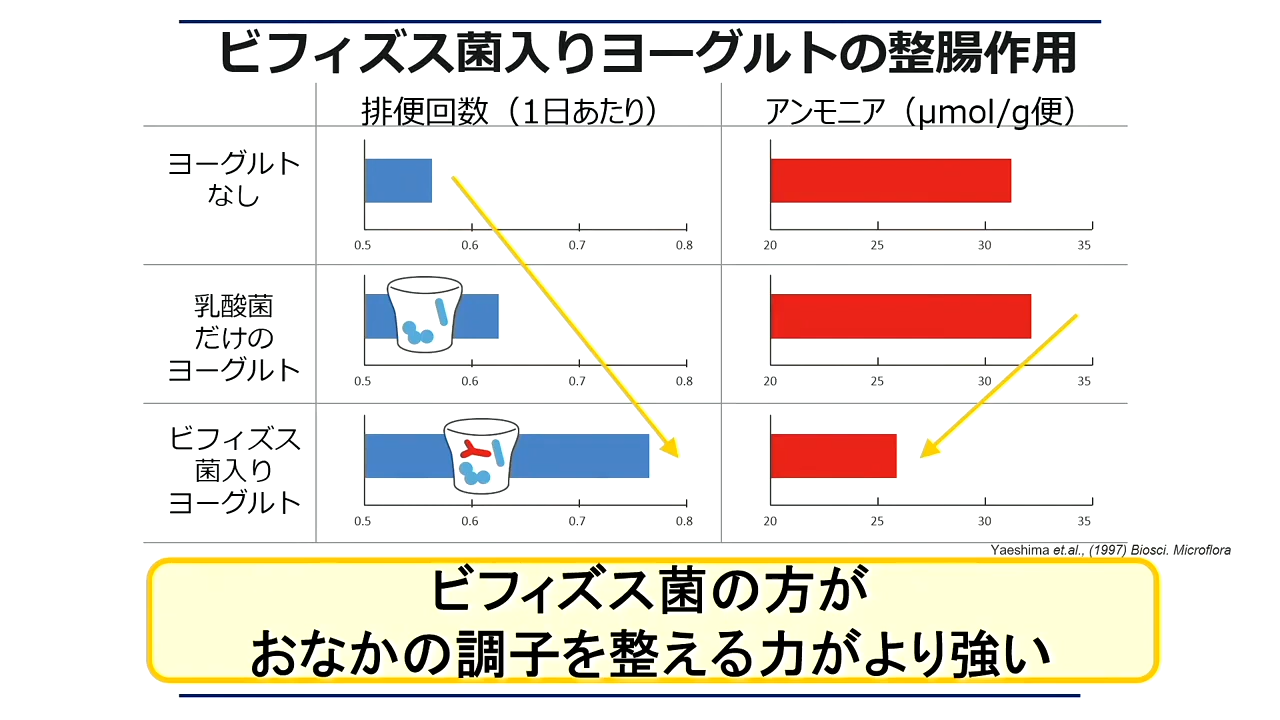 ビフィズス菌入りヨーグルトの整腸作用
排便回数（1日あたり） アンモニア（μmol/g便）
ヨーグルト
なし
0.5 0.6 0.7 0.8 20 25 30 35
乳酸菌
だけの
ヨーグルト
0.5 0.6 0.7 0.8 20 25 30 35
ビフィズス
菌入り
ヨーグルト
0.5 0.6 0.7 0.8 20 25 30 35
Yaeshima et.al., (1997) Biosci. Microflora
ビフィズス菌の方が
おなかの調子を整える力がより強い